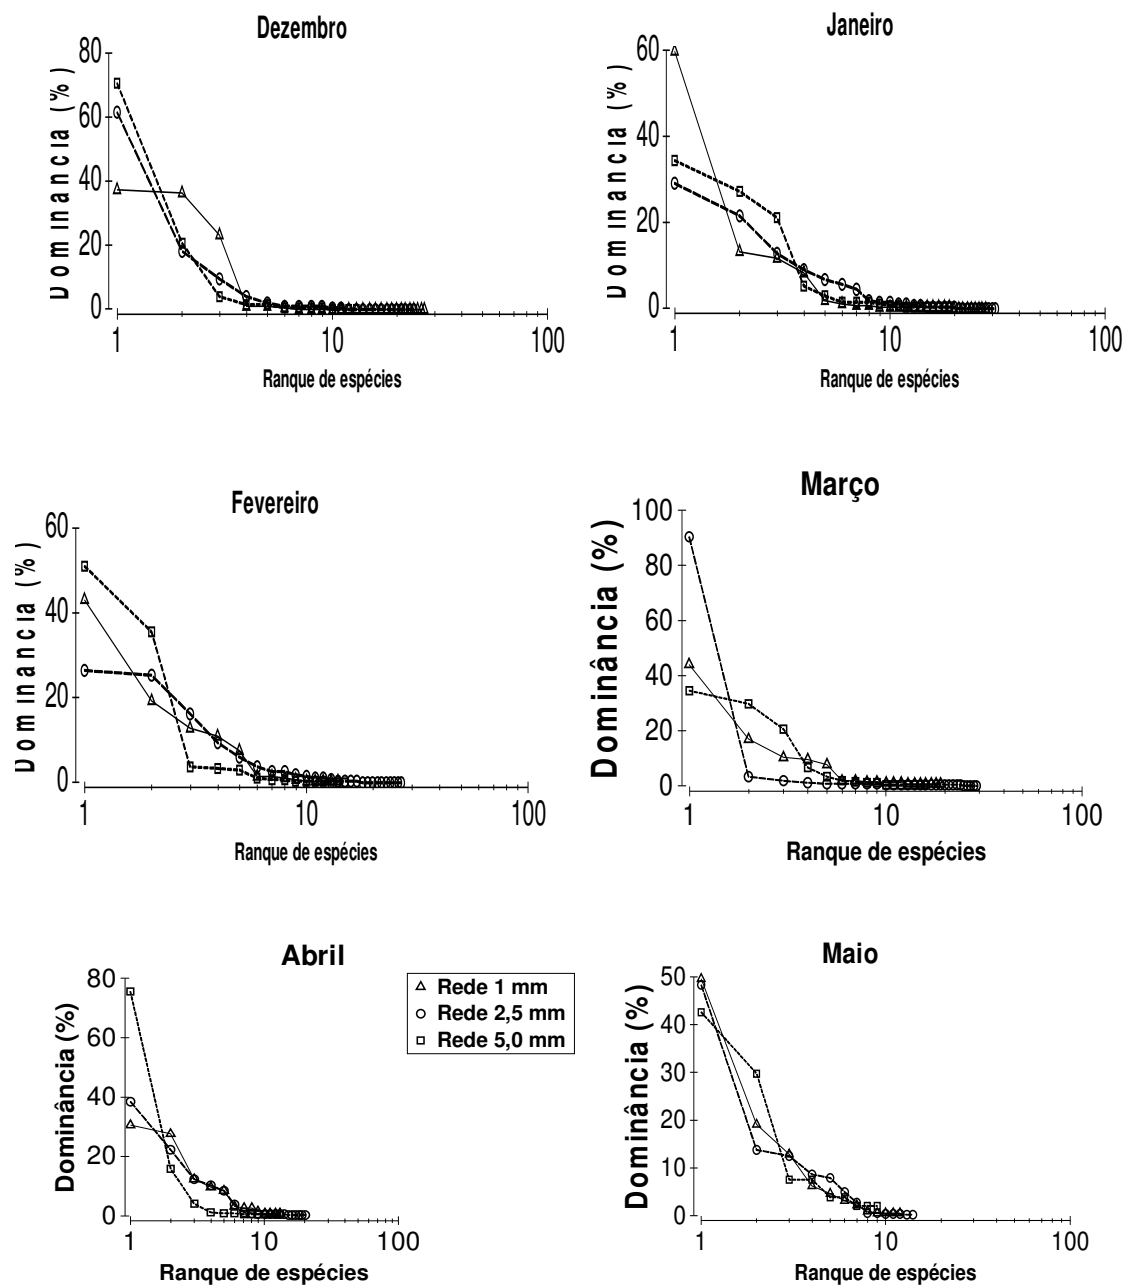 Dezembro
80
60
40
20
0
Dominancia (%)
1
10
100
Ranque de espécies
Janeiro
60
40
20
0
Dominancia (%)
1
10
100
Ranque de espécies
Fevereiro
60
40
20
0
Dominancia (%)
1
10
100
Ranque de espécies
Março
100
80
60
40
20
0
Dominância (%)
1
10
100
Ranque de espécies
Abril
80
60
40
20
0
Dominância (%)
1
10
100
Ranque de espécies
Rede 1 mm
Rede 2,5 mm
Rede 5,0 mm
Maio
50
40
30
20
10
0
Dominância (%)
1
10
100
Ranque de espécies